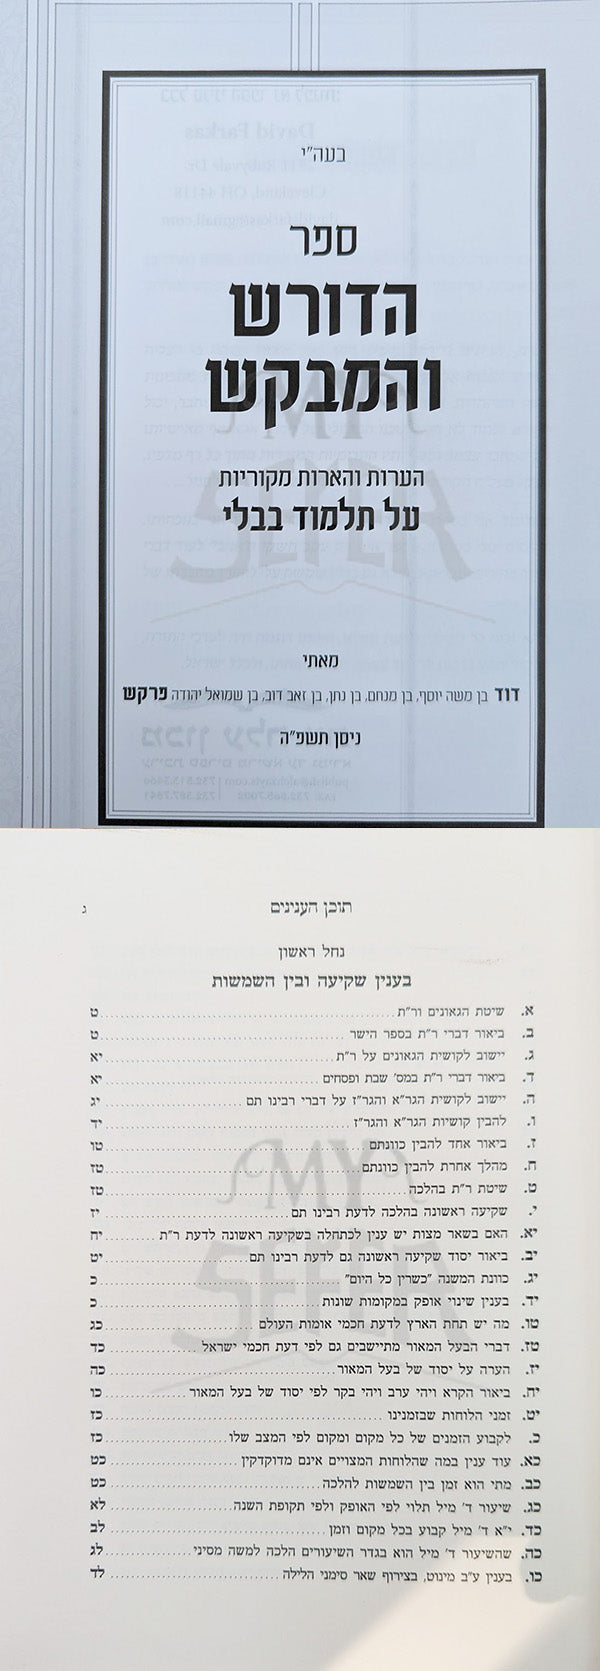 בעה"י
ספר
הדורש
והמבקש
הערות והארות מקוריות
על תלמוד בבלי
מאתי
דוד בן משה יוסף, בן מנחם, בן נתן, בן זאב דוב, בן שמואל יהודה פרקש
ניסן תשפ"ה
MY
SEFER
תוכן הענינים
ג
נחל ראשון
בענין שקיעה ובין השמשות
א. שיטת הגאונים ור"ת ט
ב. ביאור דברי ר"ת בספר הישר ט
ג. יישוב לקושית הגאונים על ר"ת יא
ד. ביאור דברי ר"ת במס' שבת ופסחים יא
ה. יישוב לקושית הגר"א והגר"ז על דברי רבינו תם יג
ו. להבין קושיות הגר"א והגר"ז יד
ז. ביאור אחד להבין כוונתם טו
ח. מהלך אחרת להבין כוונתם טז
ט. שיטת ר"ת בהלכה טז
י. שקיעה ראשונה בהלכה לדעת רבינו תם יז
יא. האם בשאר מצות יש ענין לכתחלה בשקיעה ראשונה לדעת ר"ת יח
יב. ביאור יסוד שקיעה ראשונה גם לדעת רבינו תם יט
יג. כוונת המשנה "כשרין כל היום" כ
יד. בענין שינוי אופק במקומות שונות כ
טו. מה יש תחת הארץ לדעת חכמי אומות העולם כג
טז. דברי הבעל המאור מתיישבים גם לפי דעת חכמי ישראל כד
יז. הערה על יסוד של בעל המאור כה
יח. ביאור הקרא ויהי ערב ויהי בקר לפי יסוד של בעל המאור כו
יט. זמני הלוחות שבזמנינו כז
כ. לקבוע הזמנים של כל מקום ומקום לפי המצב שלו כז
כא. עוד ענין במה שהלוחות המצויים אינם מדוקדקין כט
כב. מתי הוא זמן בין השמשות להלכה כט
כג. שיעור ד' מיל תלוי לפי האופק ולפי תקופת השנה לא
כד. י"א ד' מיל קבוע בכל מקום וזמן לב
כה. שהשיעור ד' מיל הוא בגדר השיעורים הלכה למשה מסיני לג
כו. בענין ע"ב מינוט, בצירוף שאר סימני הלילה לד
MY
SEFER